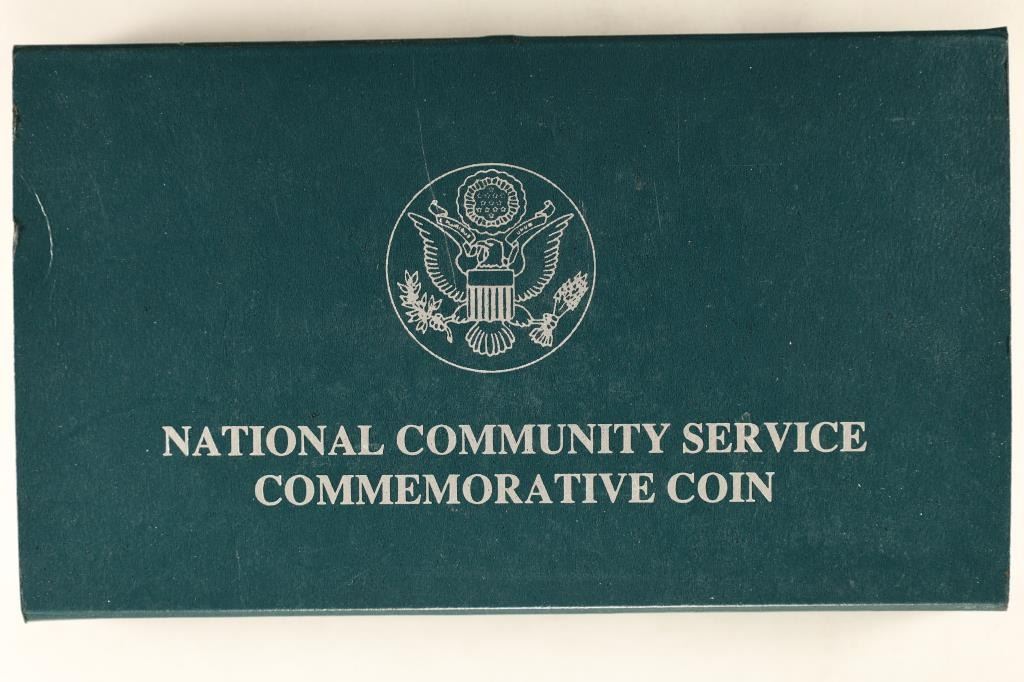 NATIONAL COMMUNITY SERVICE
COMMEMORATIVE COIN